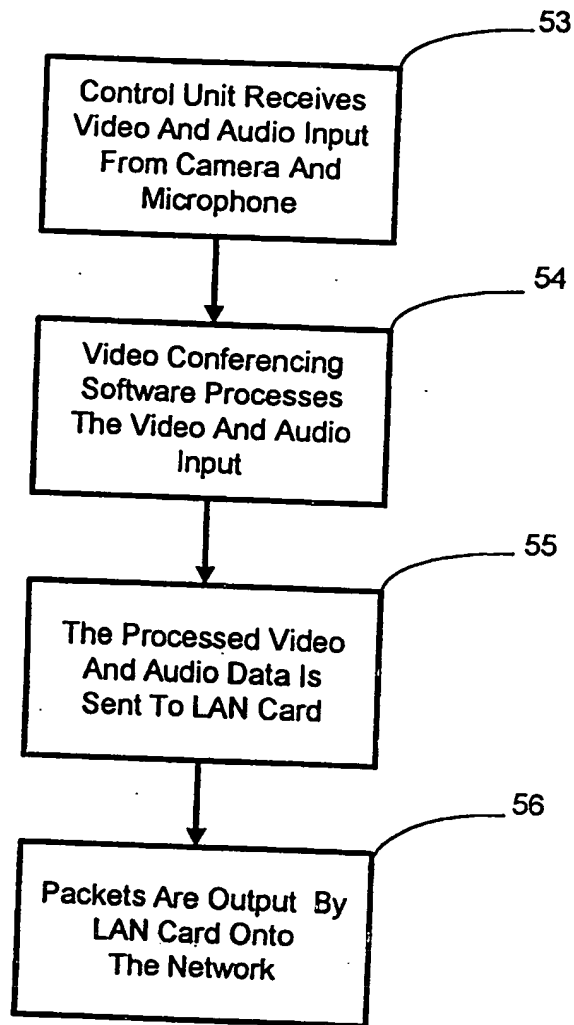 53
Control Unit Receives
Video And Audio Input
From Camera And
Microphone
54
Video Conferencing
Software Processes
The Video And Audio
Input
55
The Processed Video
And Audio Data Is
Sent To LAN Card
56
Packets Are Output By
LAN Card Onto
The Network